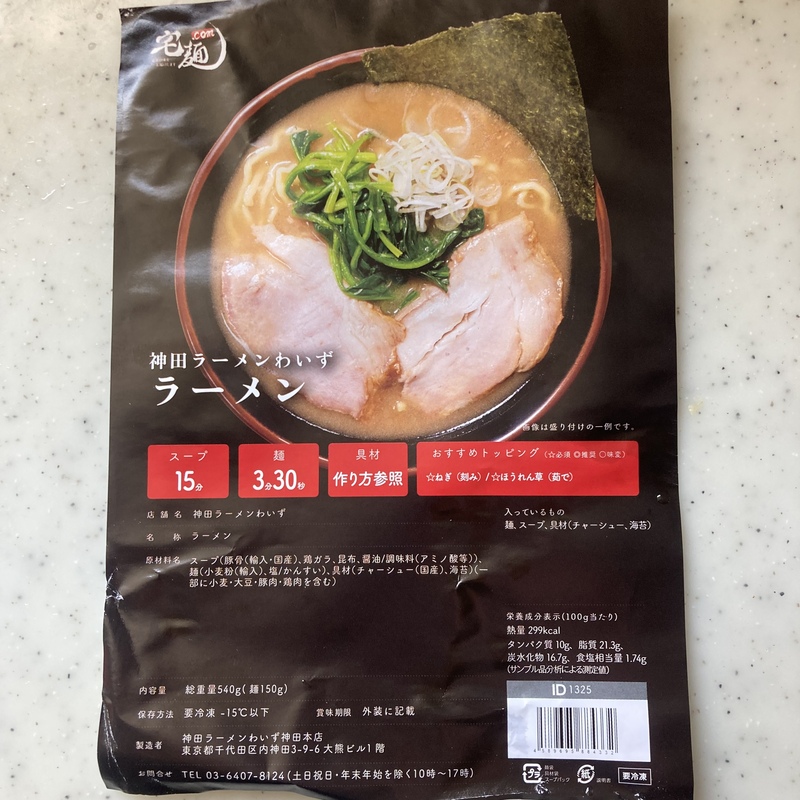 宅麺
.com
神田ラーメンわいず
ラーメン
画像は盛り付けの一例です。
スープ
15分
麺
3分30秒
具材
作り方参照
おすすめトッピング（☆必須 ◎推奨 〇味変）
☆ねぎ（刻み）/☆ほうれん草（茹で）
店舗名 神田ラーメンわいず
名 称 ラーメン
原材料名 スープ(豚骨(輸入・国産)、鶏ガラ、昆布、醤油/調味料(アミノ酸等))、
麺(小麦粉(輸入)、塩/かんすい)、具材(チャーシュー(国産)、海苔)(一
部に小麦・大豆・豚肉・鶏肉を含む)
入っているもの
麺、スープ、具材(チャーシュー、海苔)
栄養成分表示(100g当たり)
熱量 299kcal
タンパク質 10g、脂質 21.3g、
炭水化物 16.7g、食塩相当量 1.74g
(サンプル品分析による測定値)
内容量 総重量540g(麺150g)
保存方法 要冷凍 -15℃以下 賞味期限 外装に記載
製造者 神田ラーメンわいず神田本店
東京都千代田区内神田3-9-6 大熊ビル1階
お問合せ TEL 03-6407-8124(土日祝日・年末年始を除く10時～17時)
ID 1325
プラ
紙
説明書
要冷凍